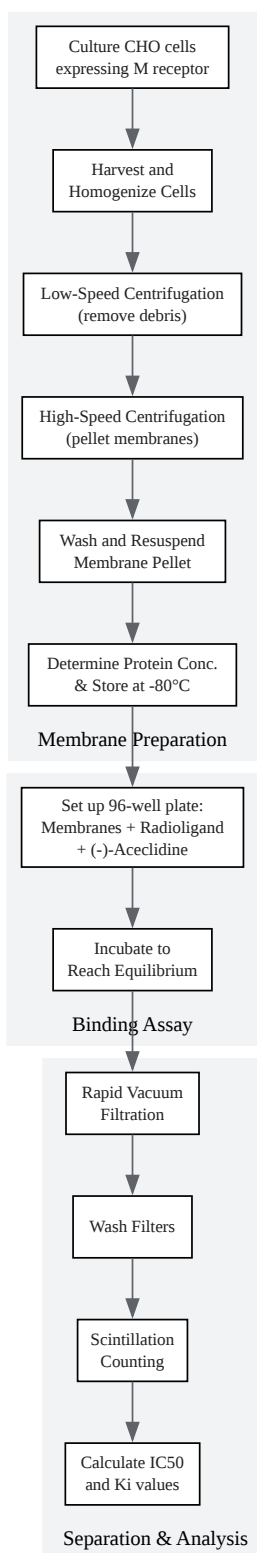 Culture CHO cells
expressing M receptor
Harvest and
Homogenize Cells
Low-Speed Centrifugation
(remove debris)
High-Speed Centrifugation
(pellet membranes)
Wash and Resuspend
Membrane Pellet
Determine Protein Conc.
& Store at -80°C
Membrane Preparation
Set up 96-well plate:
Membranes + Radioligand
+ (-)-Aceclidine
Incubate to
Reach Equilibrium
Binding Assay
Rapid Vacuum
Filtration
Wash Filters
Scintillation
Counting
Calculate IC50
and Ki values
Separation & Analysis